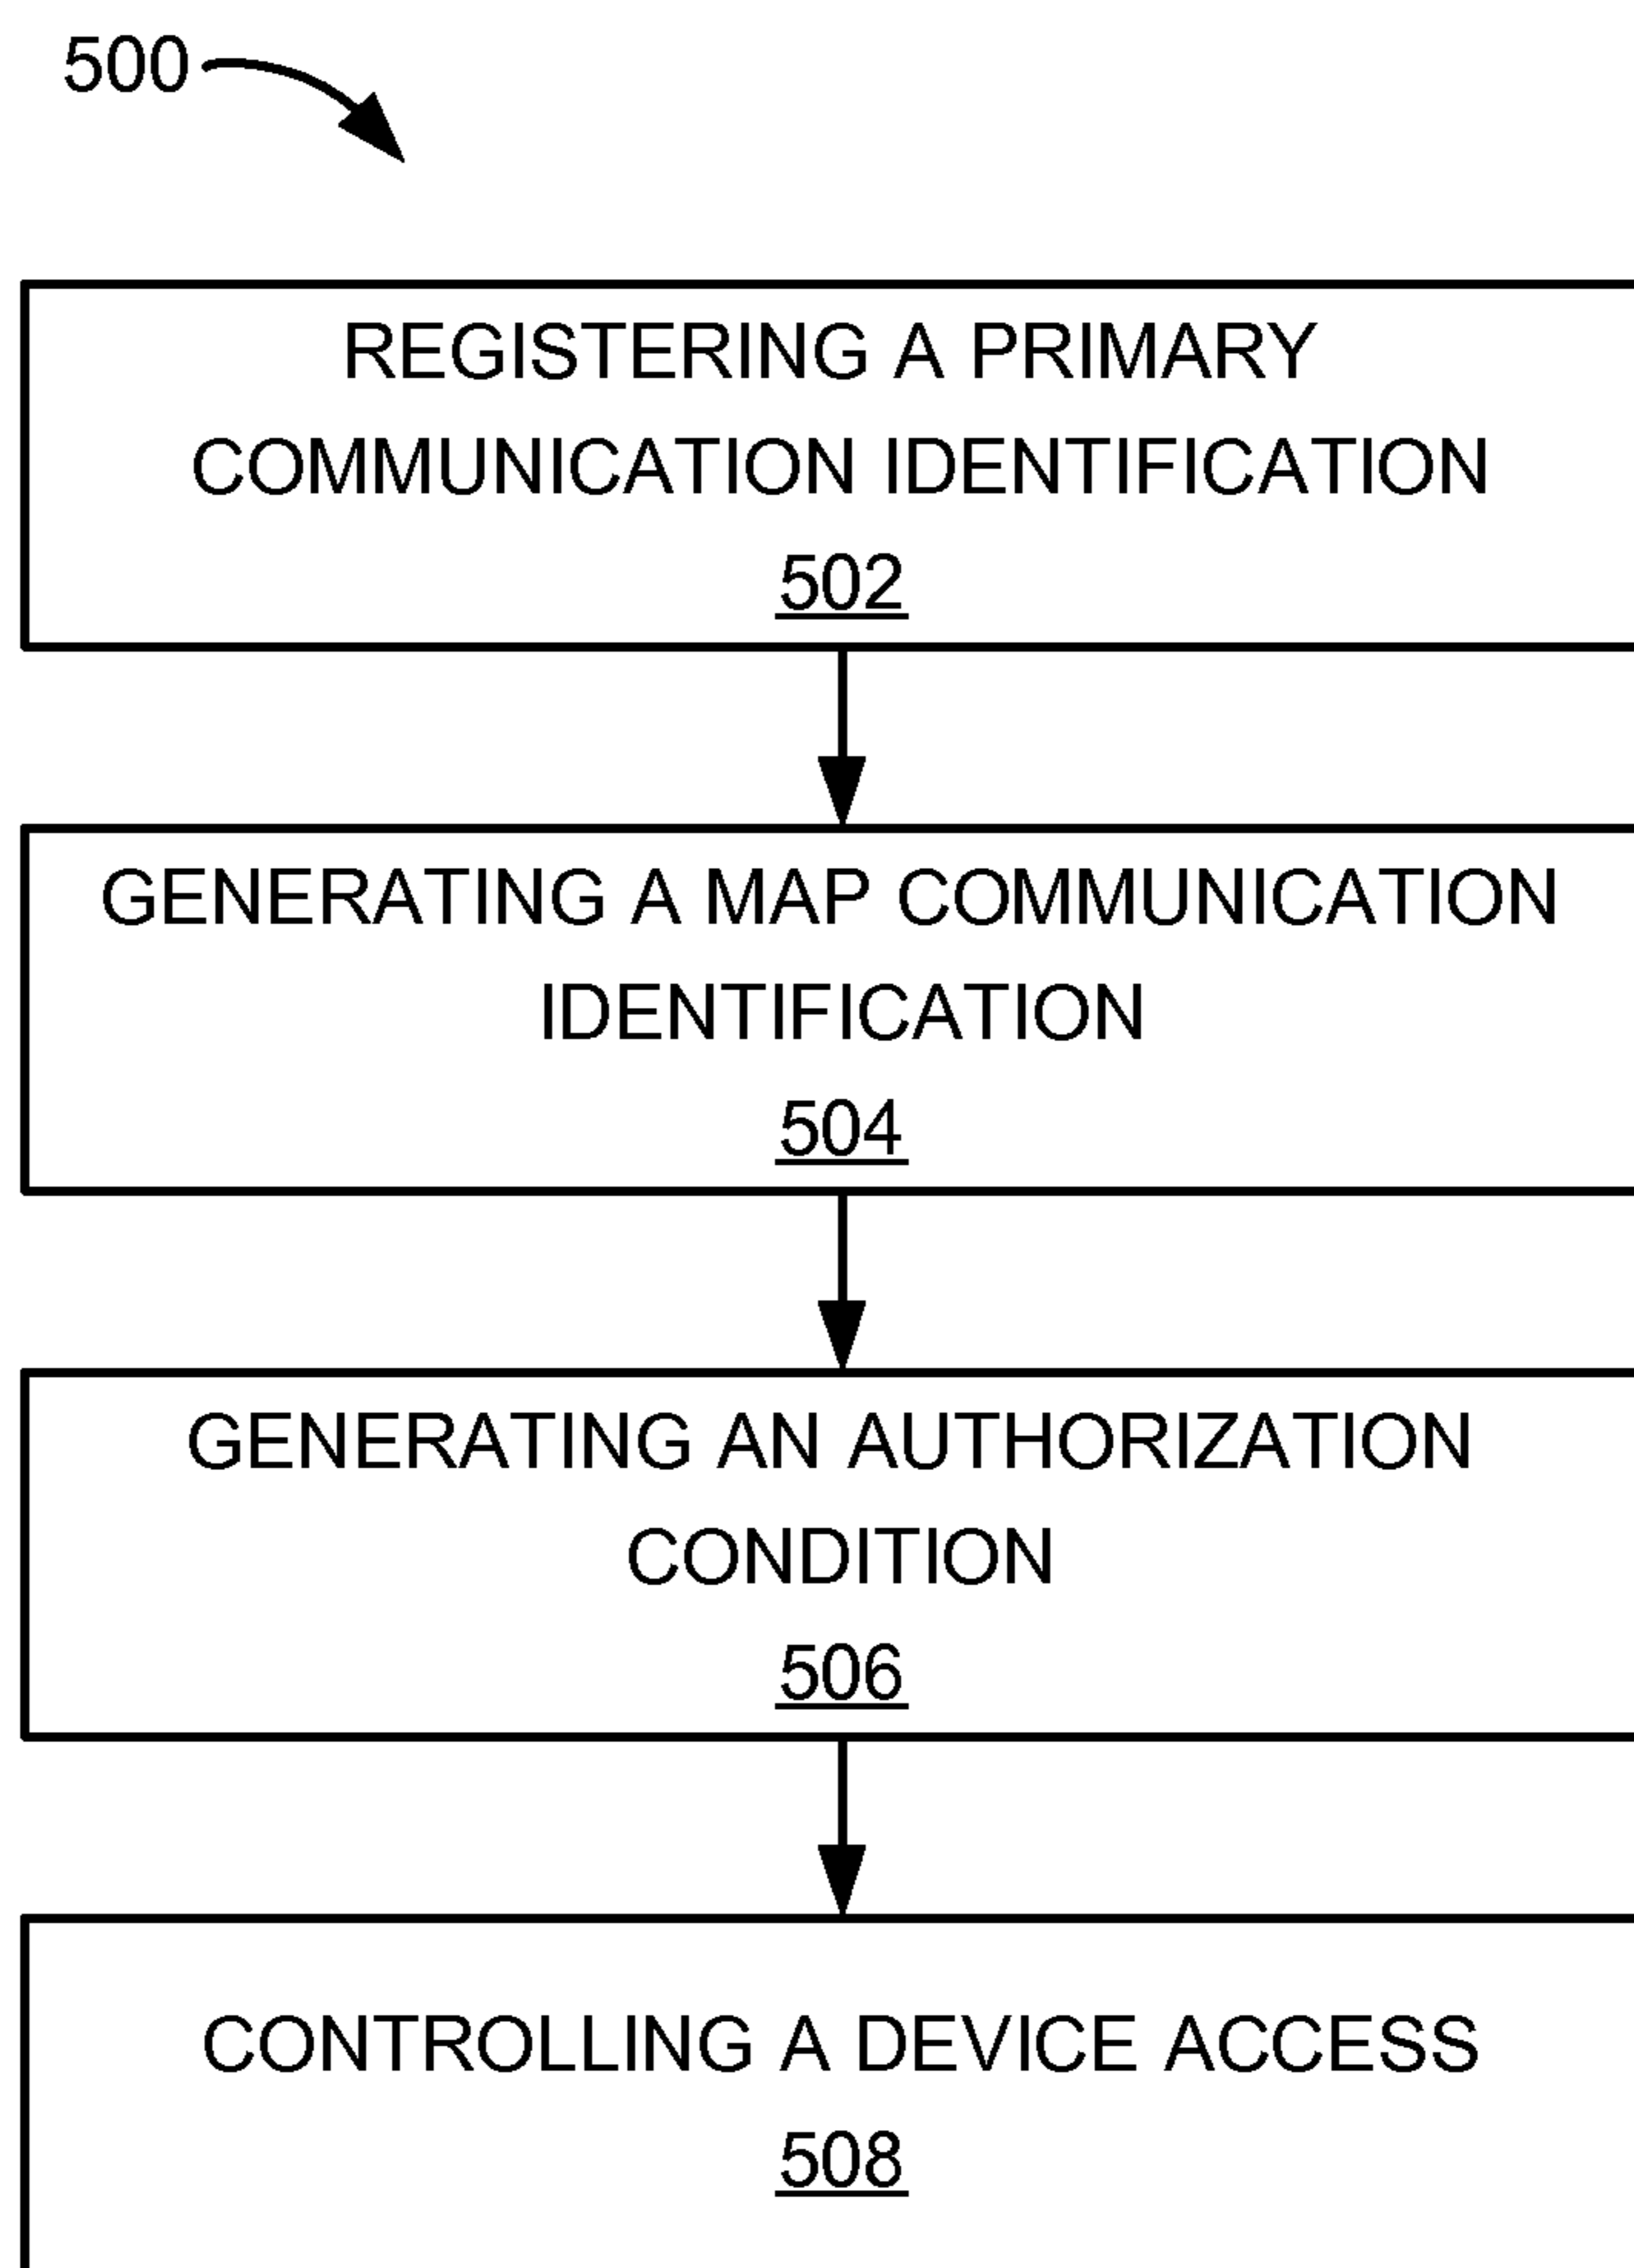 500
REGISTERING A PRIMARY
COMMUNICATION IDENTIFICATION
502
GENERATING A MAP COMMUNICATION
IDENTIFICATION
504
GENERATING AN AUTHORIZATION
CONDITION
506
CONTROLLING A DEVICE ACCESS
508